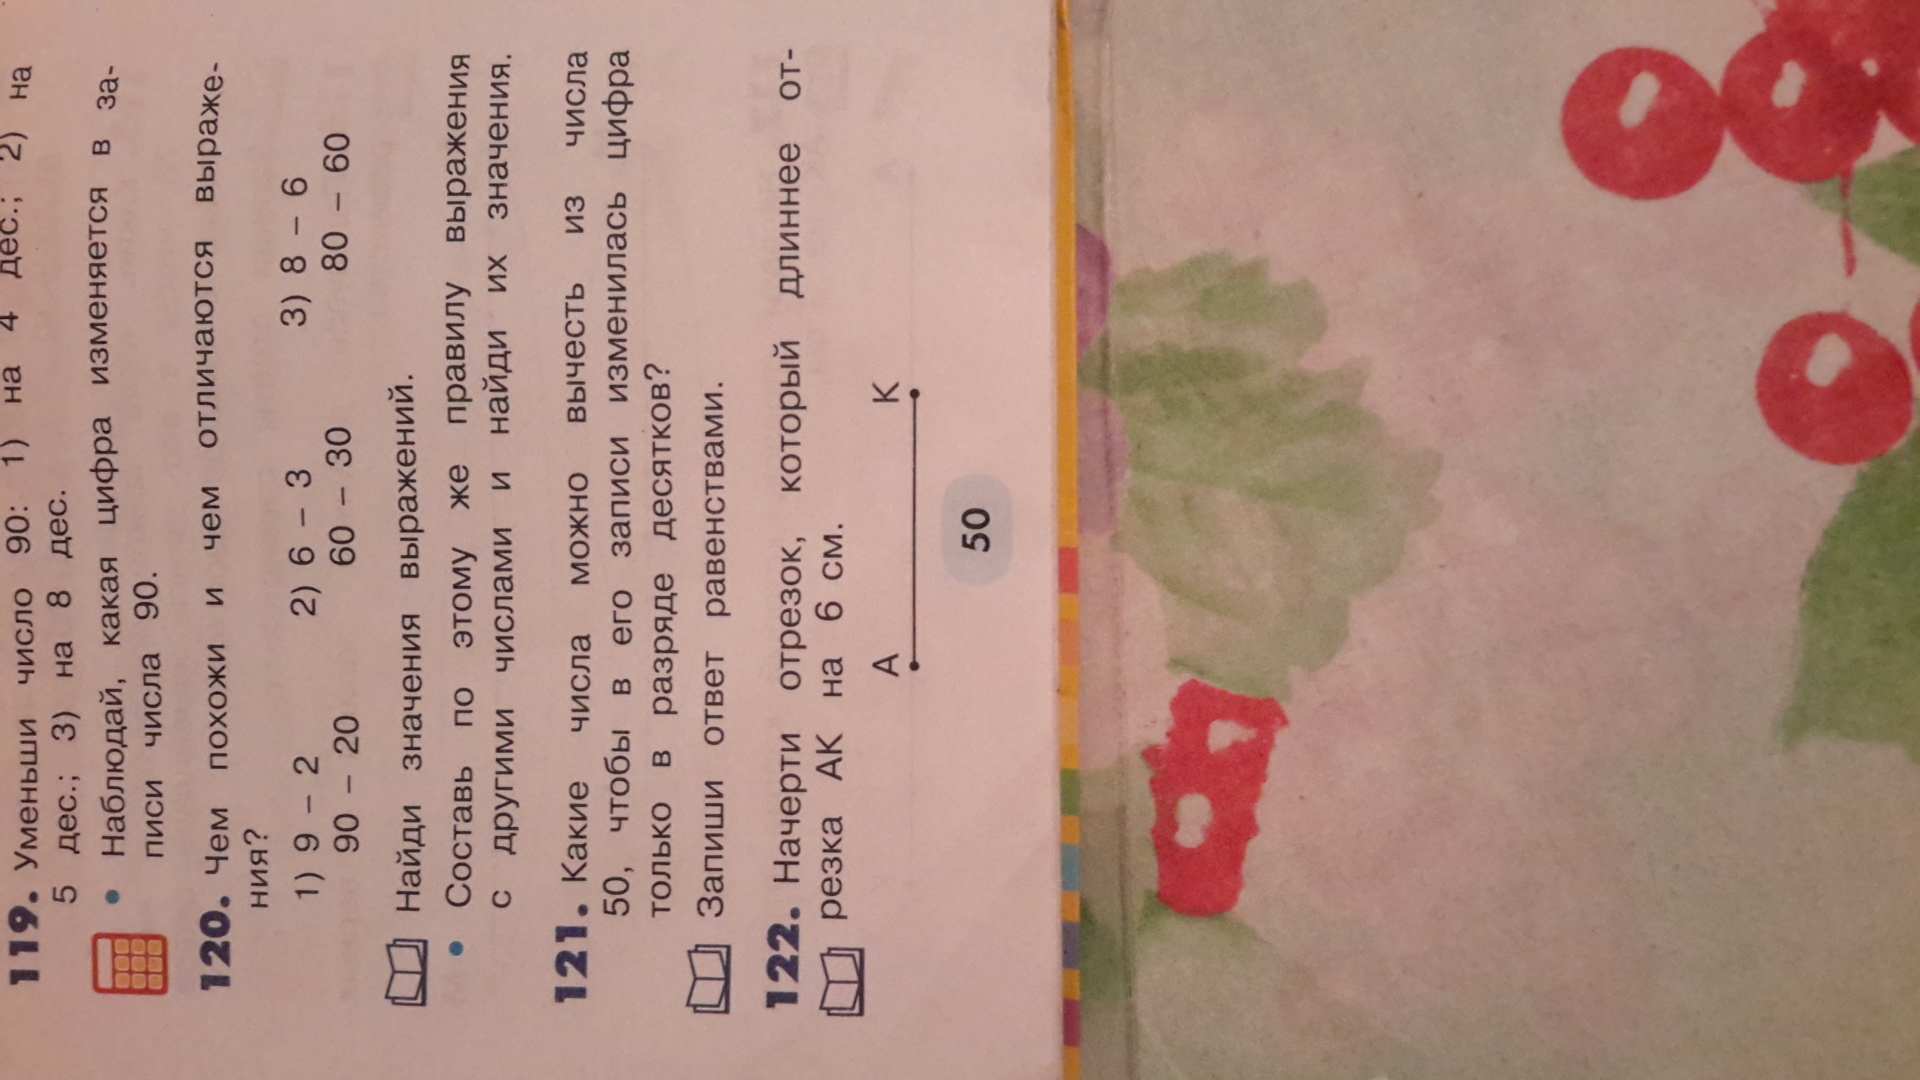 119. Уменьши число 90: 1) на 4 дес.; 2) на
5 дес.; 3) на 8 дес.
• Наблюдай, какая цифра изменяется в за-
писи числа 90.
120. Чем похожи и чем отличаются выраже-
ния?
1) 9 – 2 2) 6 – 3 3) 8 – 6
90 – 20 60 – 30 80 – 60
Найди значения выражений.
• Составь по этому же правилу выражения
с другими числами и найди их значения.
121. Какие числа можно вычесть из числа
50, чтобы в его записи изменилась цифра
только в разряде десятков?
Запиши ответ равенствами.
122. Начерти отрезок, который длиннее от-
резка АК на 6 см.
А К
50